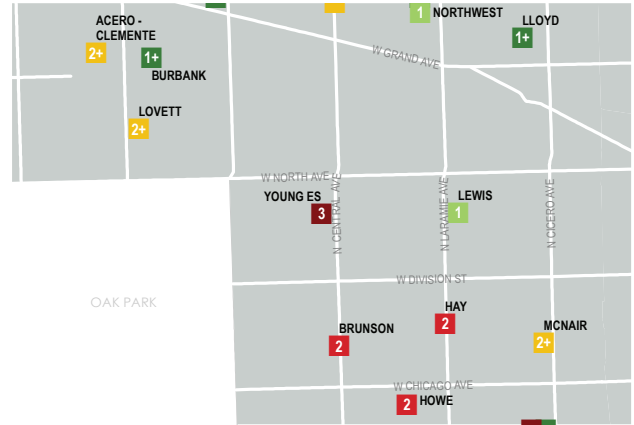 ACERO -
CLEMENTE
2+
1+
BURBANK
LOVETT
2+
1
NORTHWEST
LLOYD
1+
W GRAND AVE
W NORTH AVE
YOUNG ES
3
N CENTRAL AVE
LEWIS
1
N LARAMIE AVE
N CICERO AVE
W DIVISION ST
OAK PARK
HAY
2
BRUNSON
2
MCNAIR
2+
W CHICAGO AVE
2
HOWE